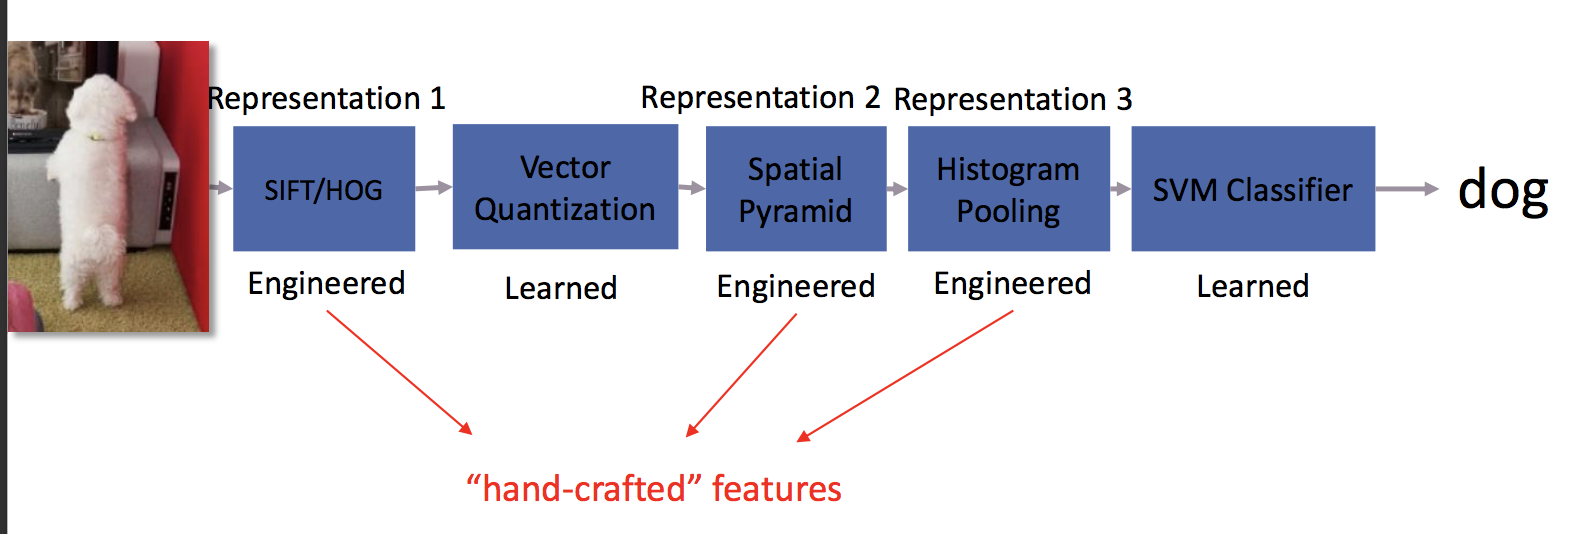 Representation 1
Representation 2
Representation 3
SIFT/HOG
Vector
Quantization
Spatial
Pyramid
Histogram
Pooling
SVM Classifier
dog
Engineered
Learned
Engineered
Engineered
Learned
“hand-crafted” features